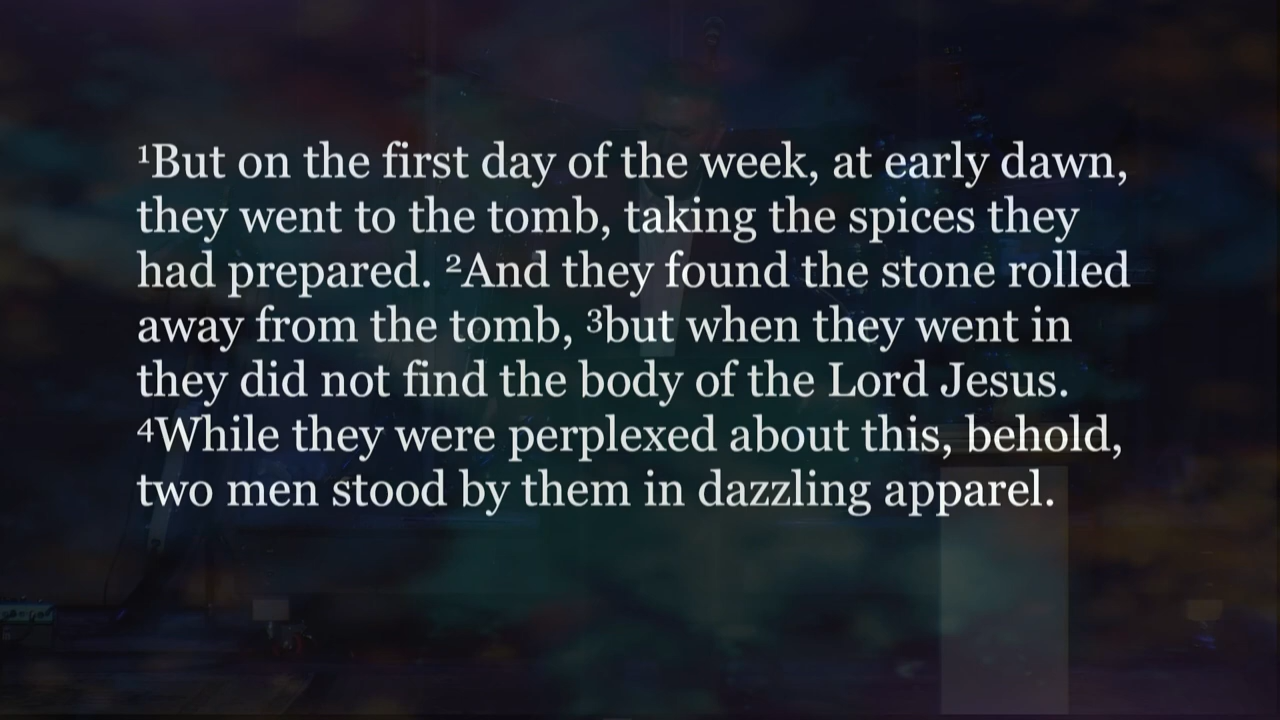 ¹But on the first day of the week, at early dawn,
they went to the tomb, taking the spices they
had prepared. ²And they found the stone rolled
away from the tomb, ³but when they went in
they did not find the body of the Lord Jesus.
⁴While they were perplexed about this, behold,
two men stood by them in dazzling apparel.